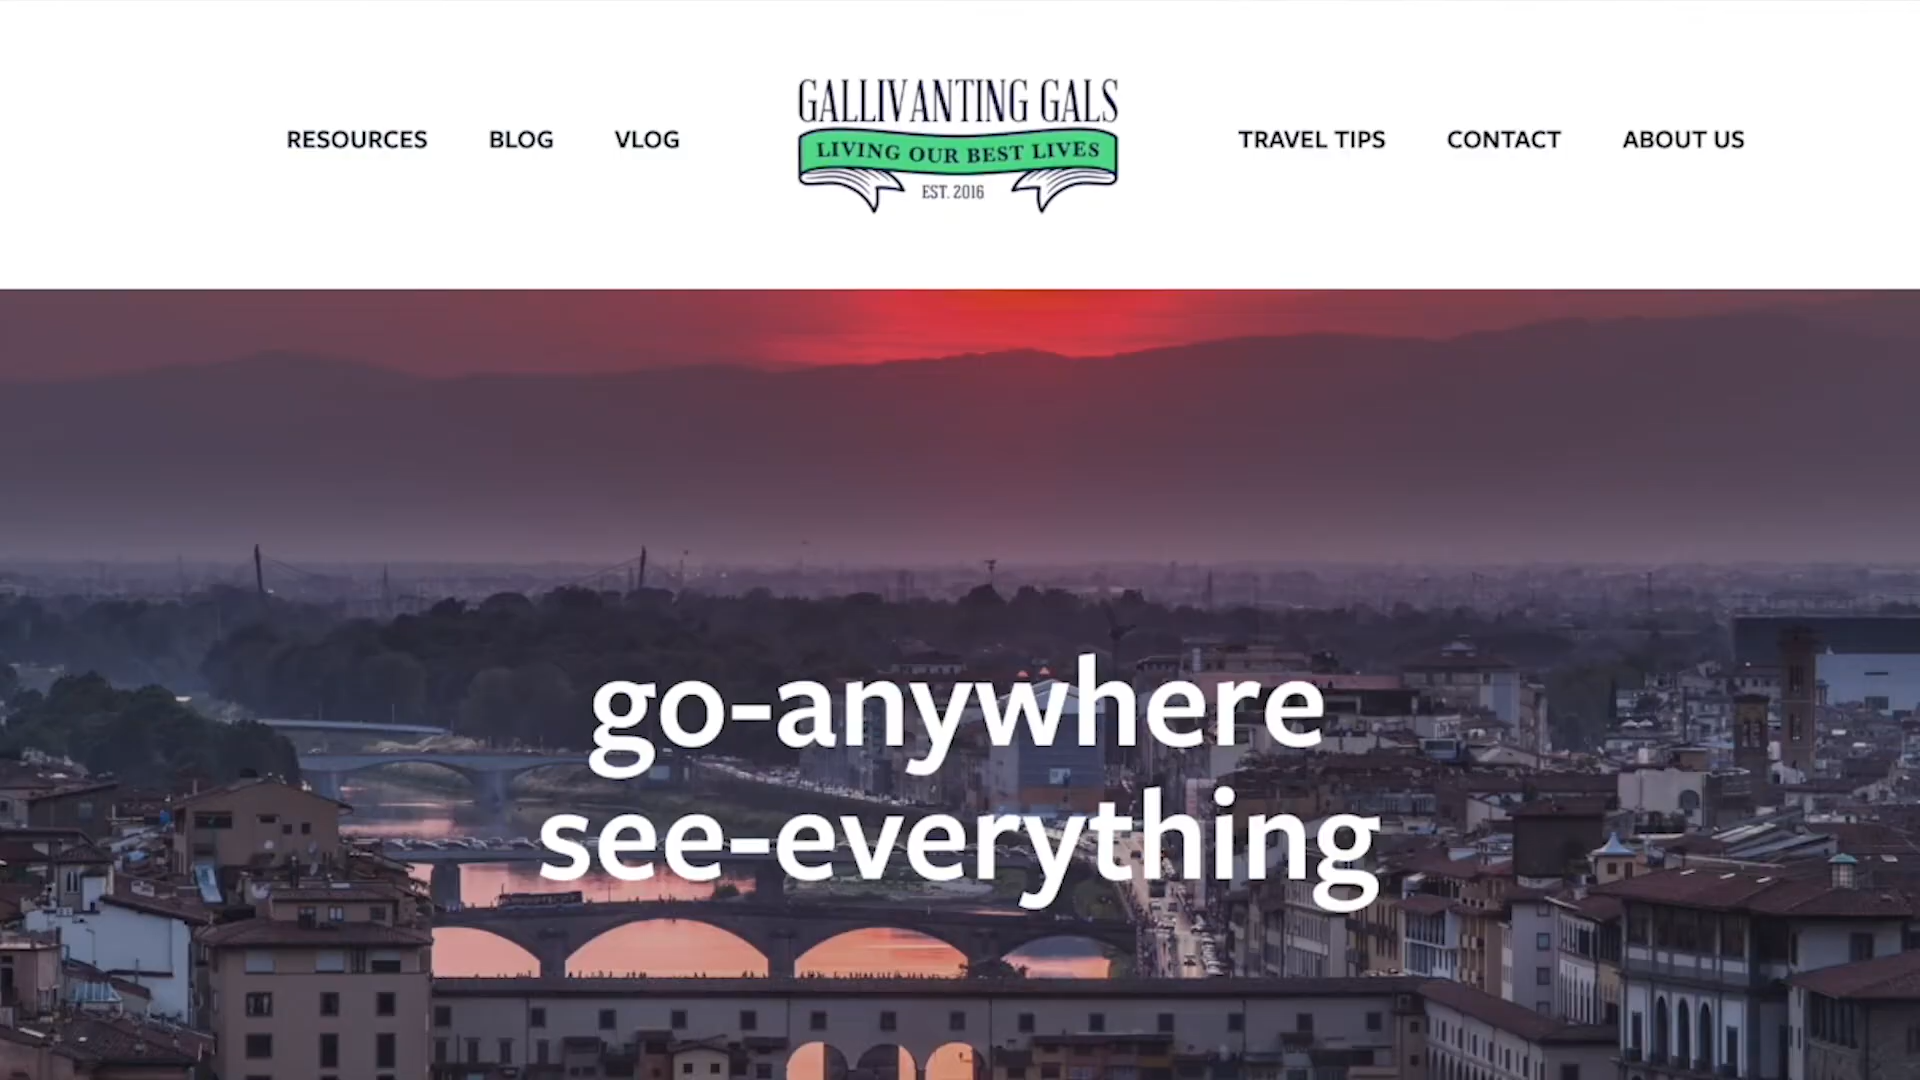 RESOURCES BLOG VLOG
GALLIVANTING GALS
LIVING OUR BEST LIVES
EST. 2016
TRAVEL TIPS CONTACT ABOUT US
go-anywhere
see-everything